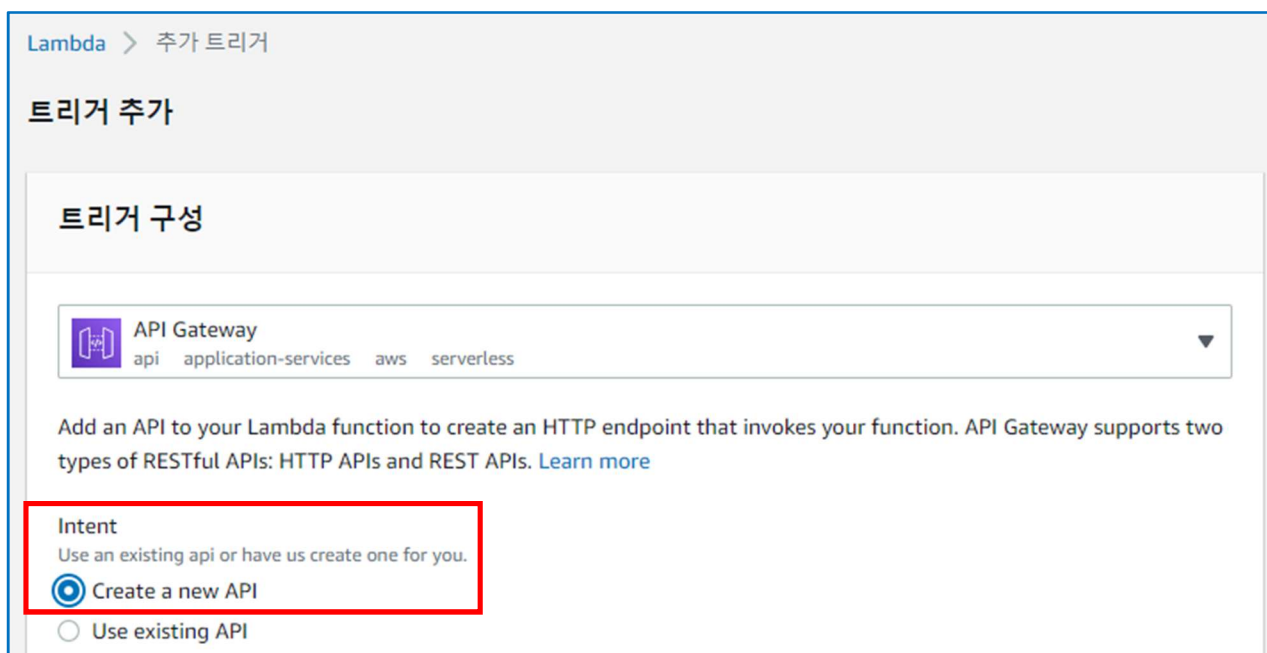 Lambda > 추가 트리거
트리거 추가
트리거 구성
API Gateway
api application-services aws serverless
Add an API to your Lambda function to create an HTTP endpoint that invokes your function. API Gateway supports two
types of RESTful APIs: HTTP APIs and REST APIs. Learn more
Intent
Use an existing api or have us create one for you.
Create a new API
Use existing API